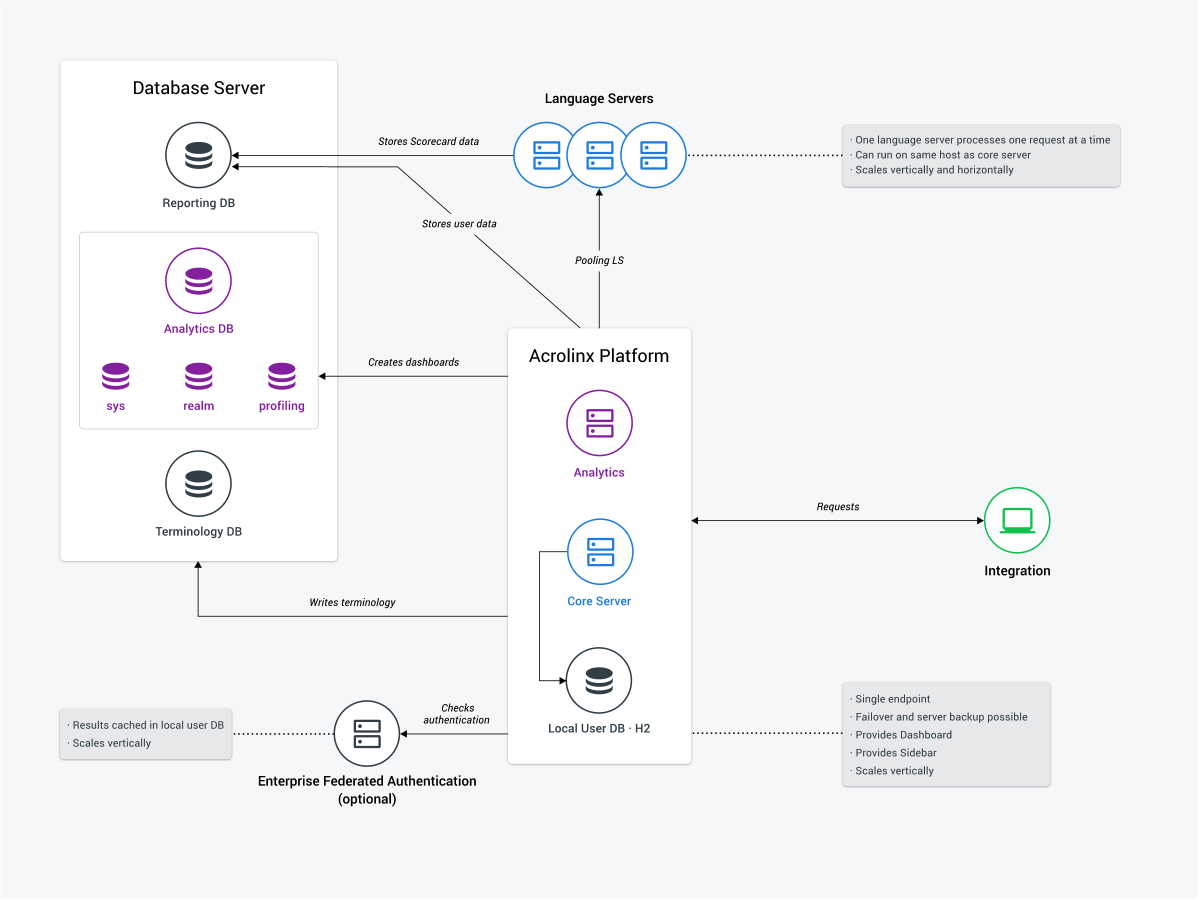 Database Server
Reporting DB
Analytics DB
sys
realm
profiling
Terminology DB
Stores Scorecard data
Stores user data
Language Servers
· One language server processes one request at a time
· Can run on same host as core server
· Scales vertically and horizontally
Pooling LS
Creates dashboards
Acrolinx Platform
Analytics
Core Server
Local User DB · H2
Requests
Integration
Writes terminology
Checks
authentication
· Results cached in local user DB
· Scales vertically
Enterprise Federated Authentication
(optional)
· Single endpoint
· Failover and server backup possible
· Provides Dashboard
· Provides Sidebar
· Scales vertically